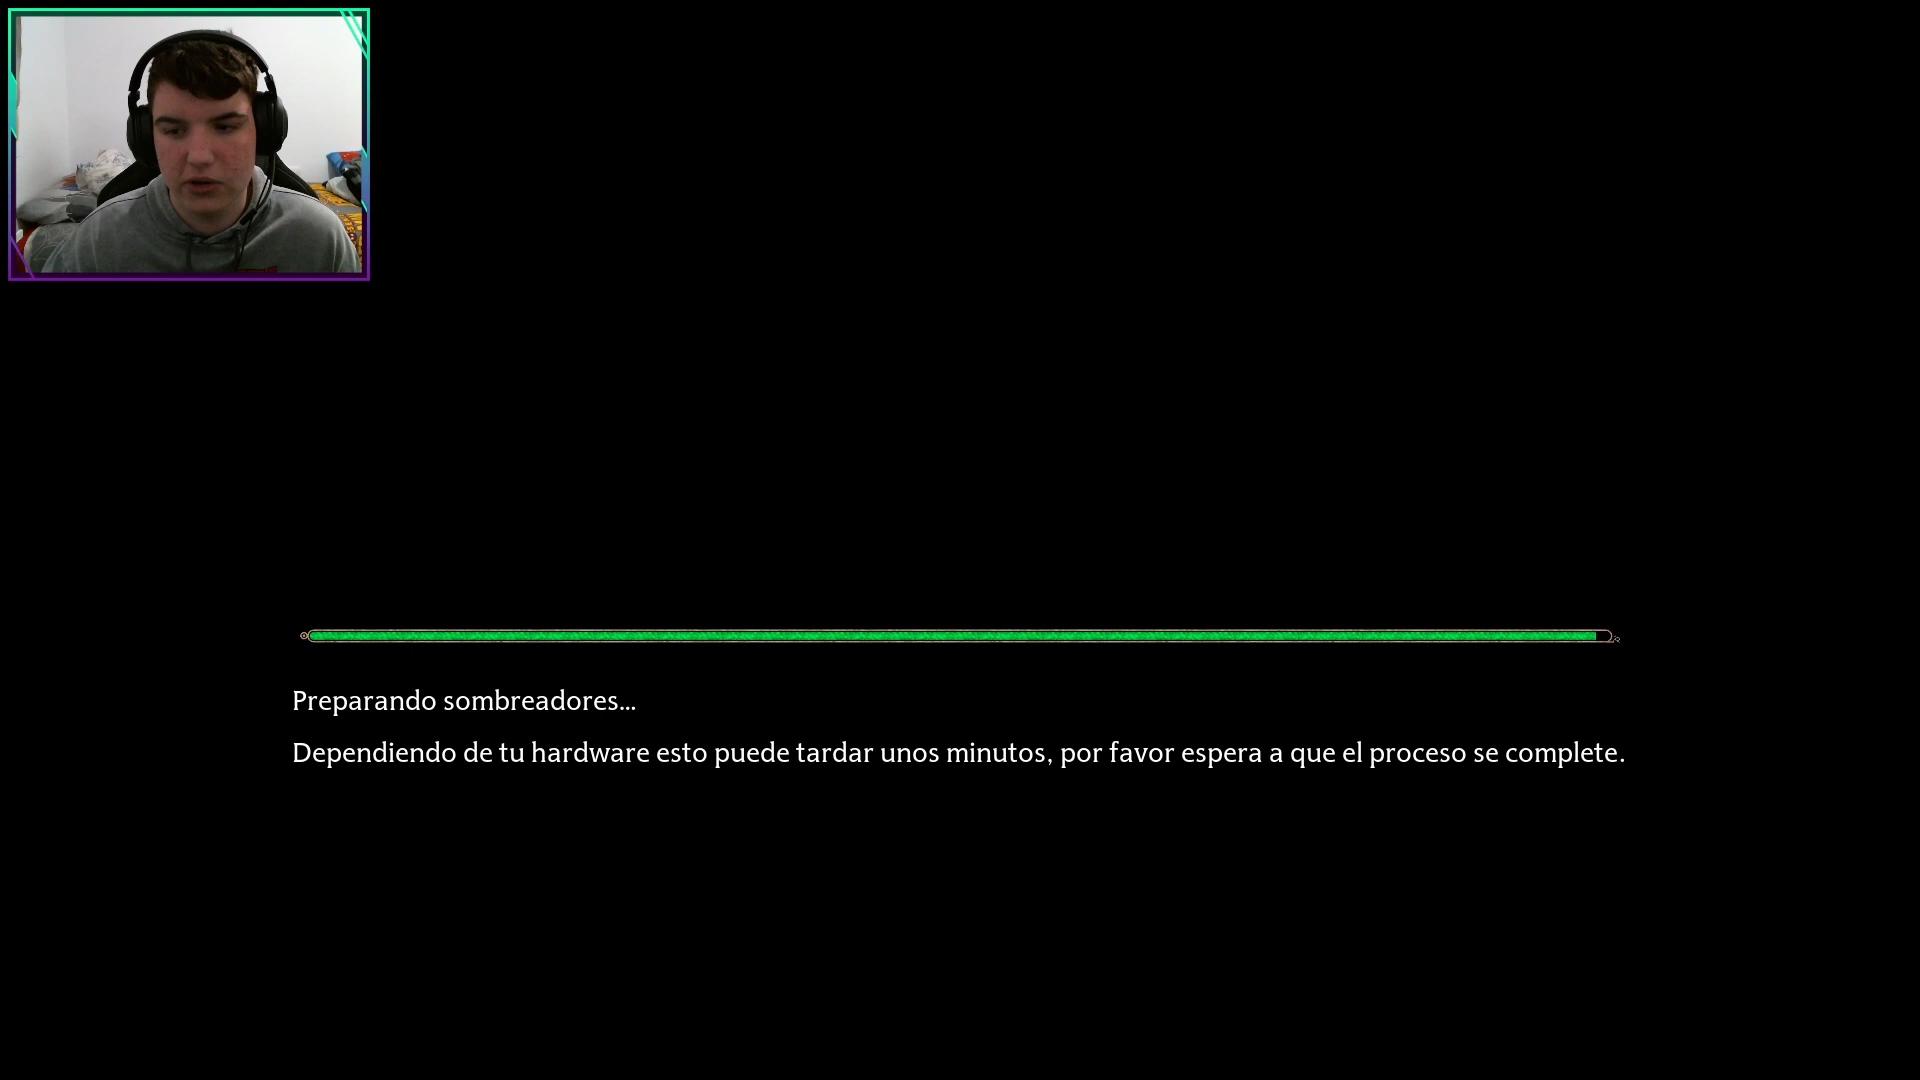 Preparando sombreadores...
Dependiendo de tu hardware esto puede tardar unos minutos, por favor espera a que el proceso se complete.